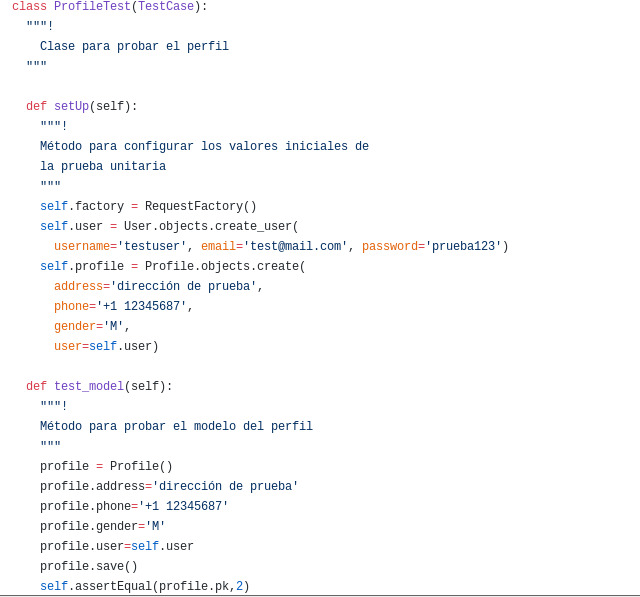 class ProfileTest(TestCase):
"""!
Clase para probar el perfil
"""
def setUp(self):
"""!
Método para configurar los valores iniciales de
la prueba unitaria
"""
self.factory = RequestFactory()
self.user = User.objects.create_user(
username='testuser', email='test@mail.com', password='prueba123')
self.profile = Profile.objects.create(
address='dirección de prueba',
phone='+1 12345687',
gender='M',
user=self.user)
def test_model(self):
"""!
Método para probar el modelo del perfil
"""
profile = Profile()
profile.address='dirección de prueba'
profile.phone='+1 12345687'
profile.gender='M'
profile.user=self.user
profile.save()
self.assertEqual(profile.pk,2)